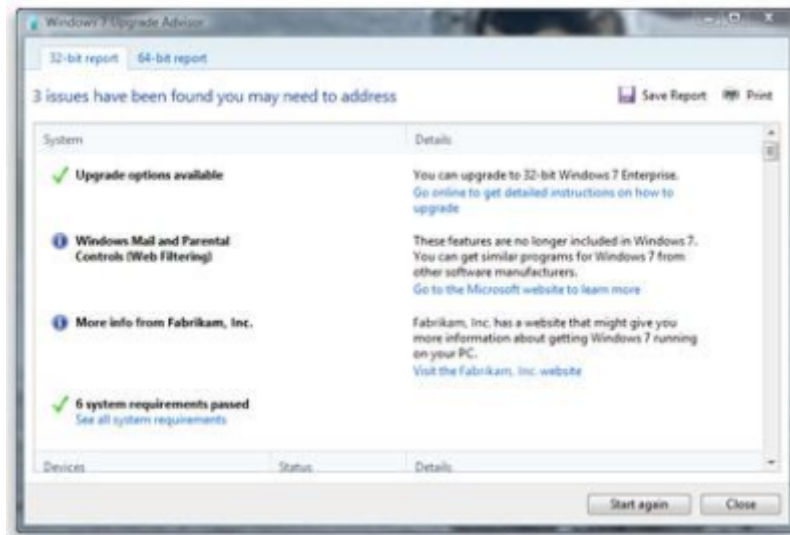 Windows 7 Upgrade Advisor
32-bit report 64-bit report
3 issues have been found you may need to address
Save Report Print
System Details
Upgrade options available
You can upgrade to 32-bit Windows 7 Enterprise.
Go online to get detailed instructions on how to
upgrade
Windows Mail and Parental
Controls (Web Filtering)
These features are no longer included in Windows 7.
You can get similar programs for Windows 7 from
other software manufacturers.
Go to the Microsoft website to learn more
More info from Fabrikam, Inc.
Fabrikam, Inc. has a website that might give you
more information about getting Windows 7 running
on your PC.
Visit the Fabrikam, Inc. website
6 system requirements passed
See all system requirements
Devices Status Details
Start again Close